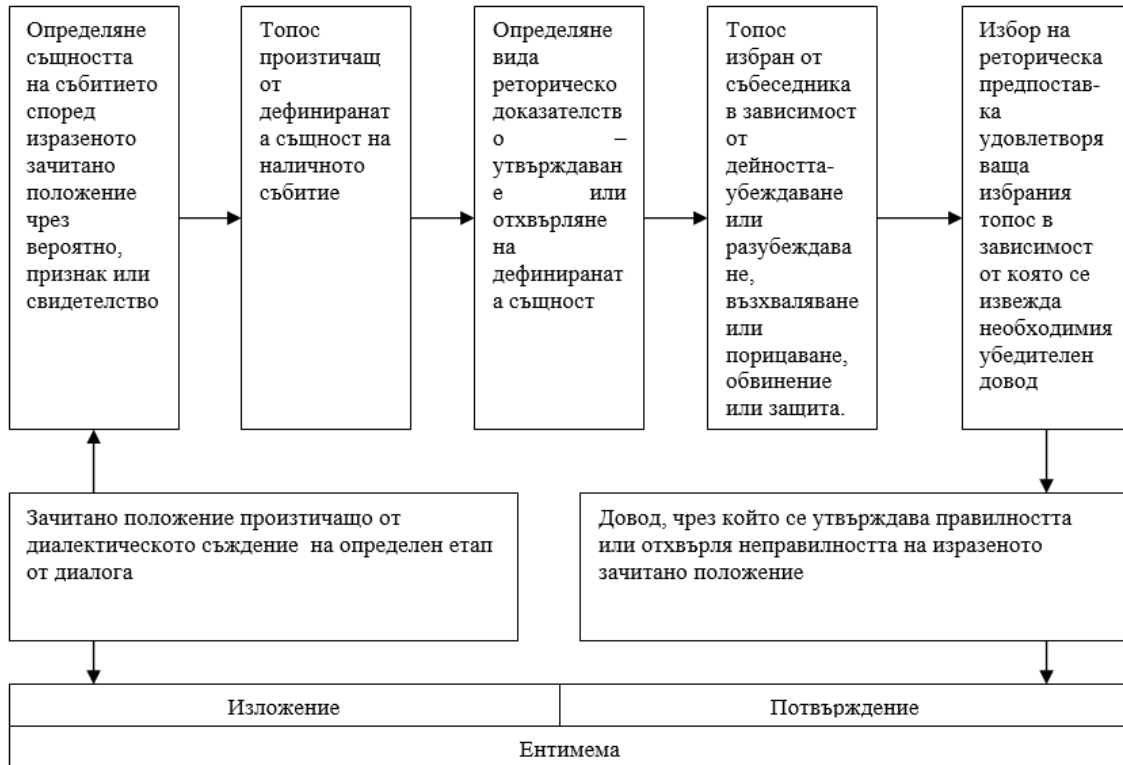 Определяне
същността
на събитието
според
изразеното
зачитано
положение
чрез
вероятно,
признак или
свидетелство
Топос
произтичащ
от
дефиниранат
а същност на
наличното
събитие
Определяне
вида
реторическо
доказателств
о –
утвърждаван
е или
отхвърляне
на
дефиниранат
а същност
Топос
избран от
събеседника
в зависимост
от
дейността-
убеждаване
или
разубеждава
не,
възхваляване
или
порицаване,
обвинение
или защита.
Избор на
реторическа
предпостав-
ка
удовлетворя
ваща
избрания
топос в
зависимост
от която се
извежда
необходимия
убедителен
довод
Зачитано положение произтичащо от
диалектическото съждение на определен етап
от диалога
Довод, чрез който се утвърждава правилността
или отхвърля неправилността на изразеното
зачитано положение
Изложение
Потвърждение
Ентимема